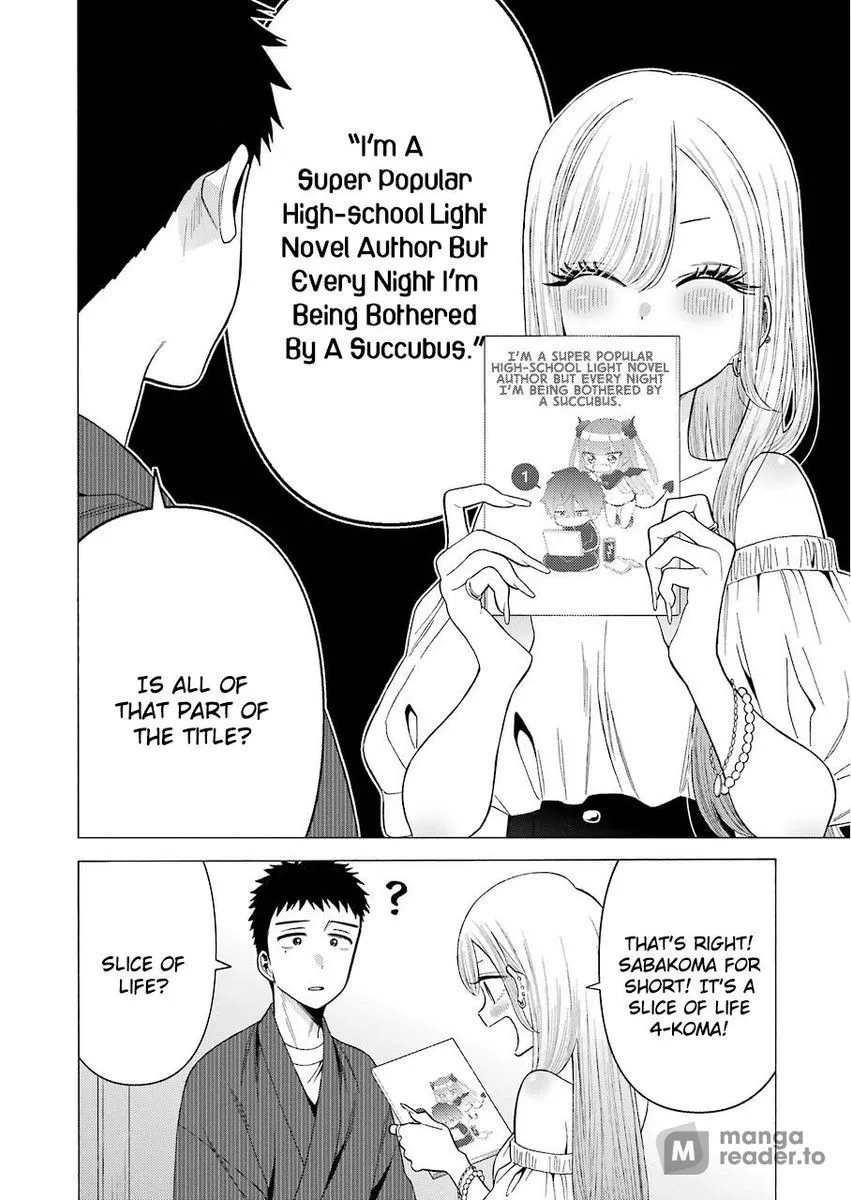 "I'm A
Super Popular
High-school Light
Novel Author But
Every Night I'm
Being Bothered
By A Succubus."
I'M A SUPER POPULAR
HIGH-SCHOOL LIGHT NOVEL
AUTHOR BUT EVERY NIGHT
I'M BEING BOTHERED BY
A SUCCUBUS.
1
IS ALL OF
THAT PART OF
THE TITLE?
THAT'S RIGHT!
SABAKOMA FOR
SHORT! IT'S A
SLICE OF LIFE
4-KOMA!
?
SLICE OF
LIFE?
M manga
reader.to